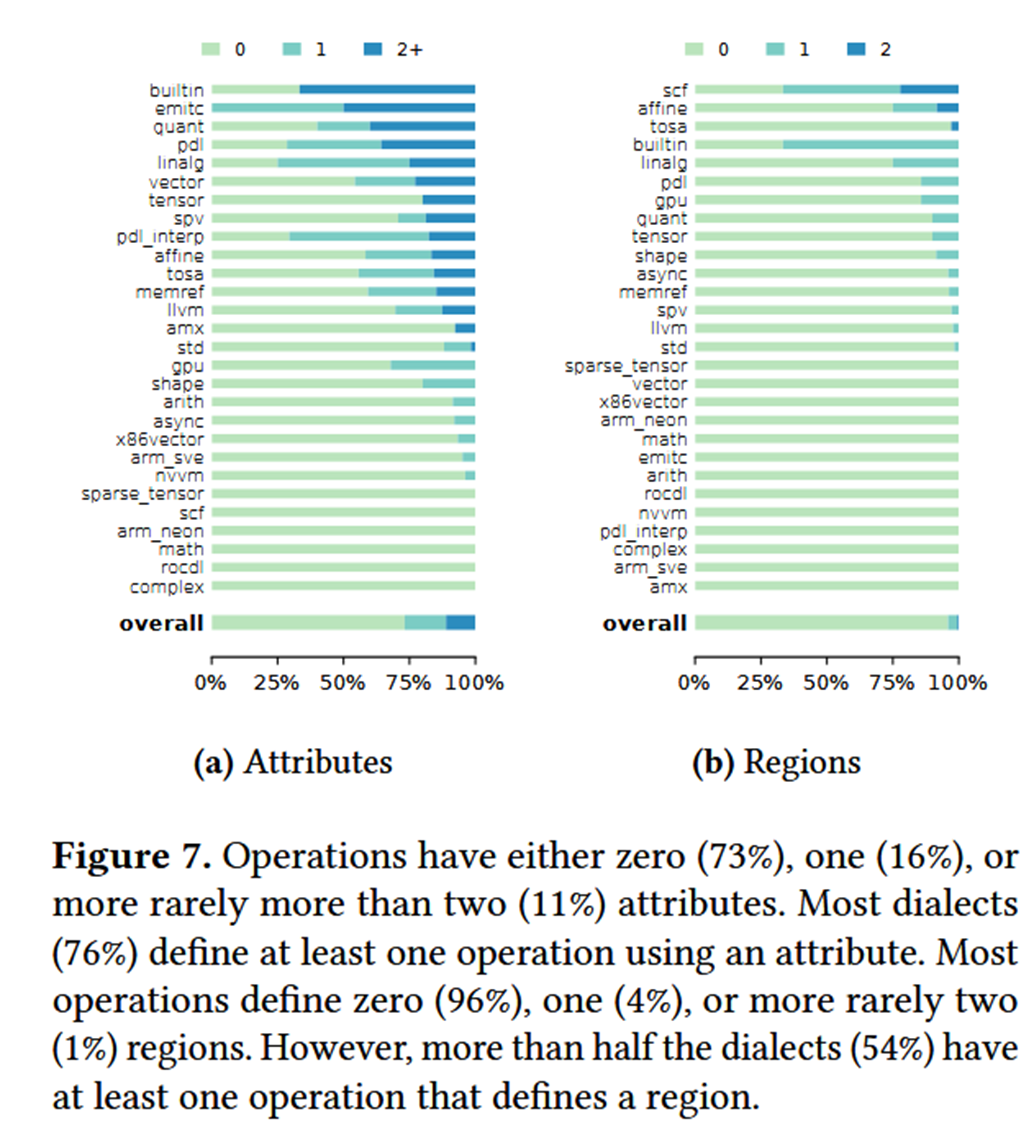 0 1 2+
builtin
emitc
quant
pdl
linalg
vector
tensor
spv
pdl_interp
affine
tosa
memref
llvm
amx
std
gpu
shape
arith
async
x86vector
arm_sve
nvvm
sparse_tensor
scf
arm_neon
math
rocdl
complex
overall
0% 25% 50% 75% 100%
(a) Attributes
0 1 2
scf
affine
tosa
builtin
linalg
pdl
gpu
quant
tensor
shape
async
memref
spv
llvm
std
sparse_tensor
vector
x86vector
arm_neon
math
emitc
arith
rocdl
nvvm
pdl_interp
complex
arm_sve
amx
overall
0% 25% 50% 75% 100%
(b) Regions
Figure 7. Operations have either zero (73%), one (16%), or
more rarely more than two (11%) attributes. Most dialects
(76%) define at least one operation using an attribute. Most
operations define zero (96%), one (4%), or more rarely two
(1%) regions. However, more than half the dialects (54%) have
at least one operation that defines a region.